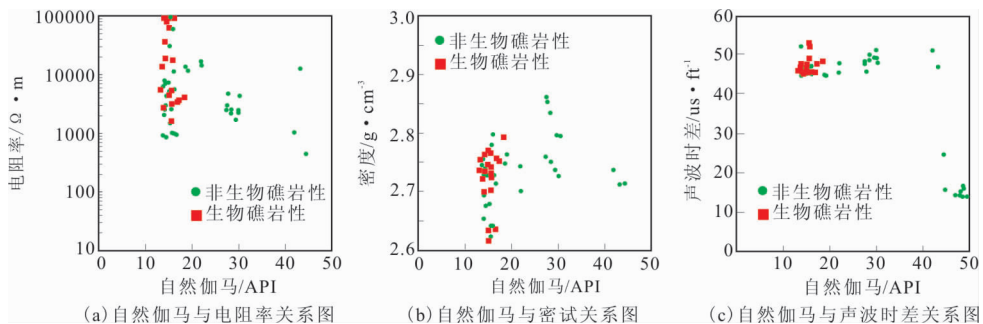 100000
10000
1000
100
10
电阻率/Ω·m
非生物礁岩性
生物礁岩性
0 10 20 30 40 50
自然伽马/API
(a)自然伽马与电阻率关系图
3.0
2.9
2.8
2.7
2.6
密度/g·cm⁻³
非生物礁岩性
生物礁岩性
0 10 20 30 40 50
自然伽马/API
(b)自然伽马与密试关系图
60
50
40
30
20
10
0
声波时差/us·ft⁻¹
非生物礁岩性
生物礁岩性
0 10 20 30 40 50
自然伽马/API
(c)自然伽马与声波时差关系图